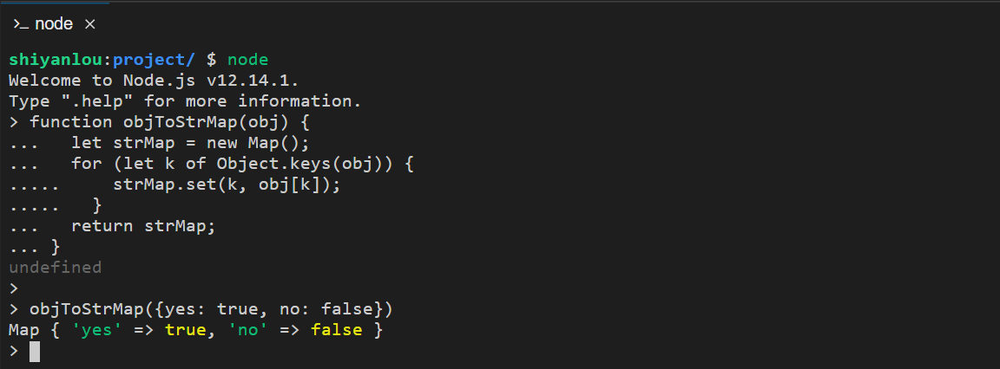 >_ node ×
shiyanlou:project/ $ node
Welcome to Node.js v12.14.1.
Type ".help" for more information.
> function objToStrMap(obj) {
...   let strMap = new Map();
...   for (let k of Object.keys(obj)) {
.....     strMap.set(k, obj[k]);
.....   }
...   return strMap;
... }
undefined
>
> objToStrMap({yes: true, no: false})
Map { 'yes' => true, 'no' => false }
>